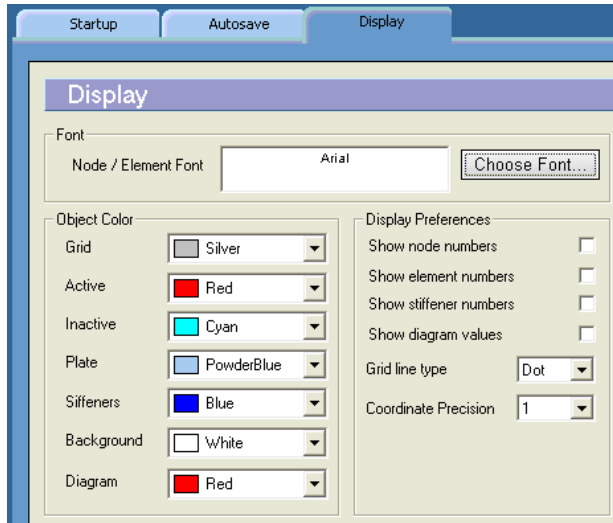 Startup Autosave Display
Display
Font
Node / Element Font Arial Choose Font...
Object Color
Grid Silver
Active Red
Inactive Cyan
Plate PowderBlue
Siffeners Blue
Background White
Diagram Red
Display Preferences
Show node numbers
Show element numbers
Show stiffener numbers
Show diagram values
Grid line type Dot
Coordinate Precision 1